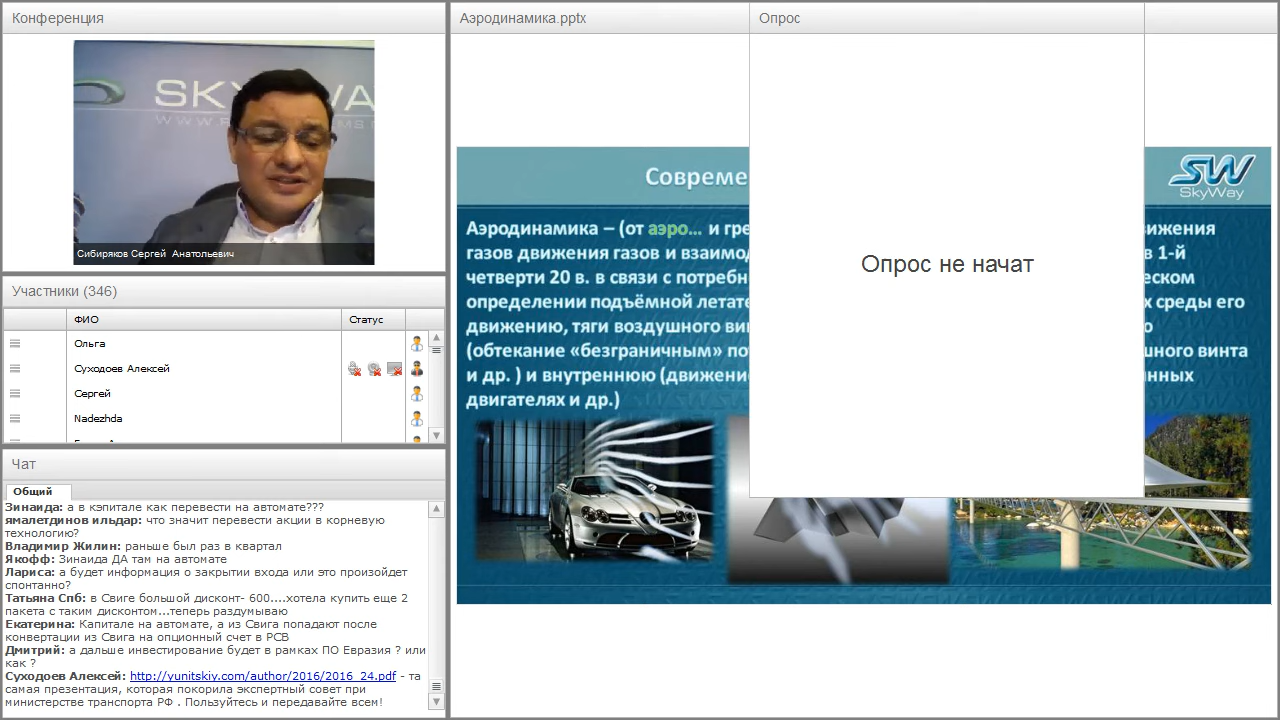 Конференция
SKYWA
WWW.R
Сибиряков Сергей Анатольевич
Участники (346)
ФИО
Статус
Ольга
Суходоев Алексей
Сергей
Nadezhda
Чат
Общий
Зинаида: а в кэпитале как перевести на автомате???
ямалетдинов ильдар: что значит перевести акции в корневую
технологию?
Владимир Жилин: раньше был раз в квартал
Якофф: Зинаида ДА там на автомате
Лариса: а будет информация о закрытии входа или это произойдет
спонтанно?
Татьяна Спб: в Свиге большой дисконт- 600....хотела купить еще 2
пакета с таким дисконтом...теперь раздумываю
Екатерина: Капитале на автомате, а из Свига попадают после
конвертации из Свига на опционный счет в РСВ
Дмитрий: а дальше инвестирование будет в рамках ПО Евразия ? или
как ?
Суходоев Алексей: http://yunitskiy.com/author/2016/2016_24.pdf - та
самая презентация, которая покорила экспертный совет при
министерстве транспорта РФ . Пользуйтесь и передавайте всем!
Аэродинамика.pptx
Опрос
Опрос не начат
Совреме
SW
SkyWay
Аэродинамика – (от аэро... и гре
вижения
газов движения газов и взаимод
в 1-й
четверти 20 в. в связи с потребн
еском
определении подъёмной летате
х среды его
движению, тяги воздушного вин
о
(обтекание «безграничным» по
шного винта
и др. ) и внутреннюю (движени
нных
двигателях и др.)